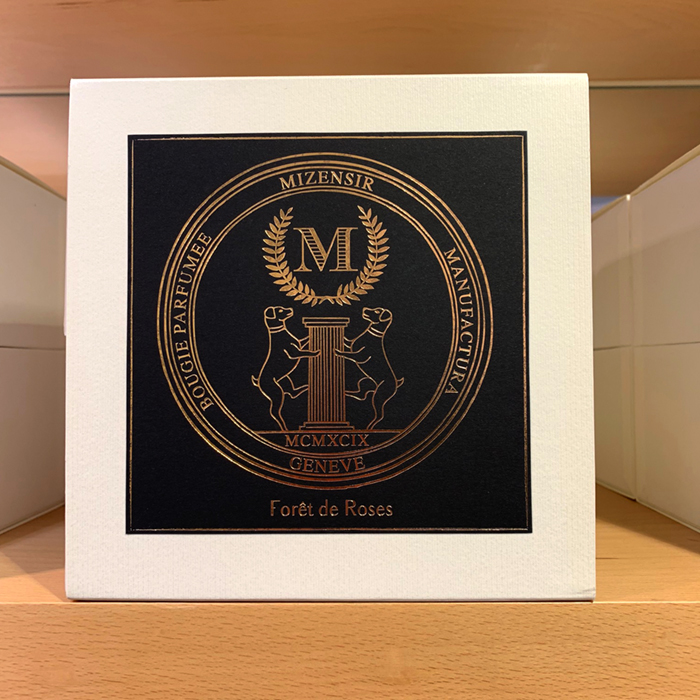 MIZENSIR
BOUGIE PARFUMEE
MANUFACTURA
M
MCMXCIX
GENEVE
Forêt de Roses